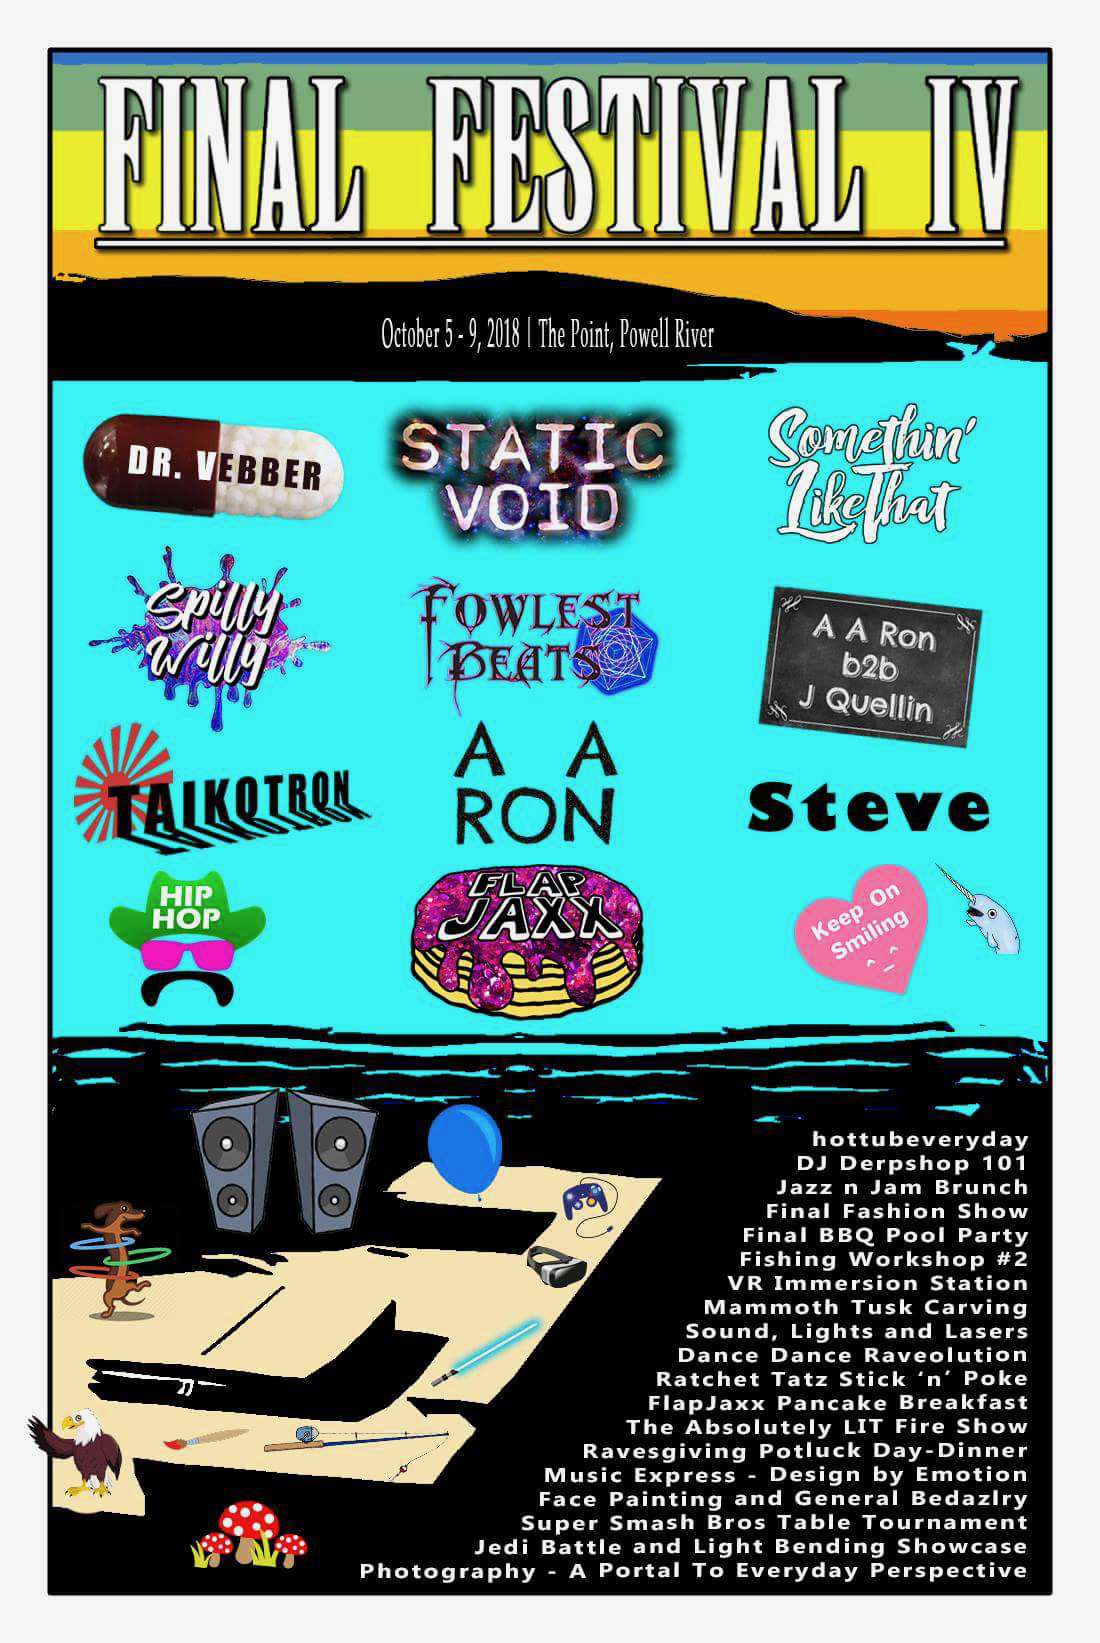 FINAL FESTIVAL IV
October 5 - 9, 2018 | The Point, Powell River
DR. VEBBER
STATIC
VOID
Somethin'
LikeThat
Spilly
Willy
FOWLEST
BEATS
A A Ron
b2b
J Quellin
TAIKOTRON
A A
RON
Steve
HIP
HOP
FLAP
JAXX
Keep On
Smiling
hottubeveryday
DJ Derpshop 101
Jazz n Jam Brunch
Final Fashion Show
Final BBQ Pool Party
Fishing Workshop #2
VR Immersion Station
Mammoth Tusk Carving
Sound, Lights and Lasers
Dance Dance Raveolution
Ratchet Tatz Stick ‘n’ Poke
FlapJaxx Pancake Breakfast
The Absolutely LIT Fire Show
Ravesgiving Potluck Day-Dinner
Music Express - Design by Emotion
Face Painting and General Bedazlry
Super Smash Bros Table Tournament
Jedi Battle and Light Bending Showcase
Photography - A Portal To Everyday Perspective